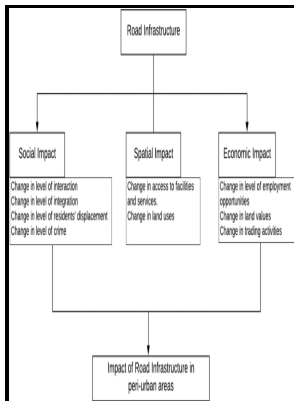 Road Infrastructure
Social Impact
Change in level of interaction
Change in level of integration
Change in level of residents' displacement
Change in level of crime
Spatial Impact
Change in access to facilities
and services.
Change in land uses
Economic Impact
Change in level of employment
opportunities
Change in land values
Change in trading activities
Impact of Road Infrastructure in
peri-urban areas